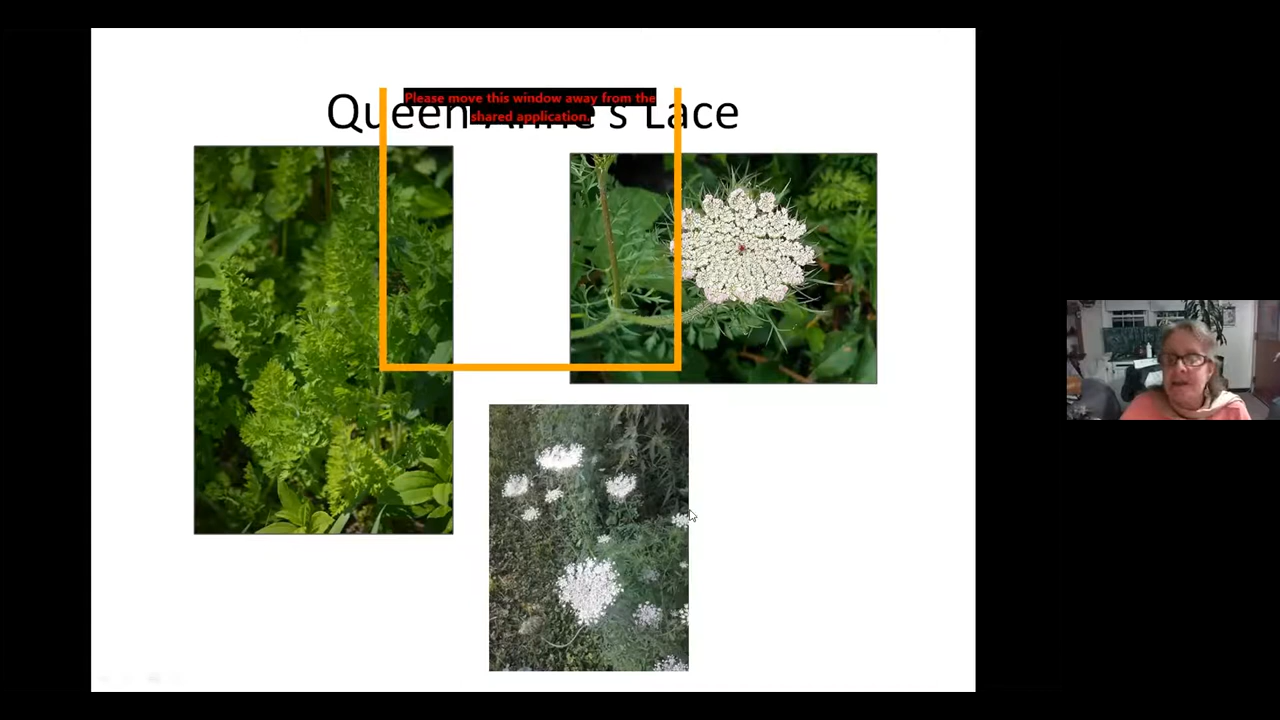 Please move this window away from the
shared application.
Queen Anne's Lace